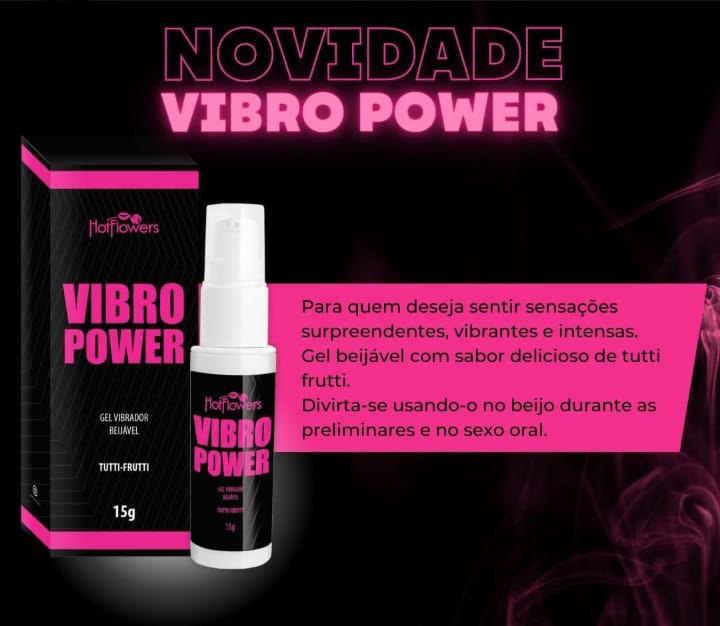 NOVIDADE
VIBRO POWER
HotFlowers
VIBRO
POWER
GEL VIBRADOR
BEIJÁVEL
TUTTI-FRUTTI
15g
HotFlowers
VIBRO
POWER
GEL VIBRADOR
BEIJÁVEL
TUTTI-FRUTTI
15g
Para quem deseja sentir sensações
surpreendentes, vibrantes e intensas.
Gel beijável com sabor delicioso de tutti
frutti.
Divirta-se usando-o no beijo durante as
preliminares e no sexo oral.